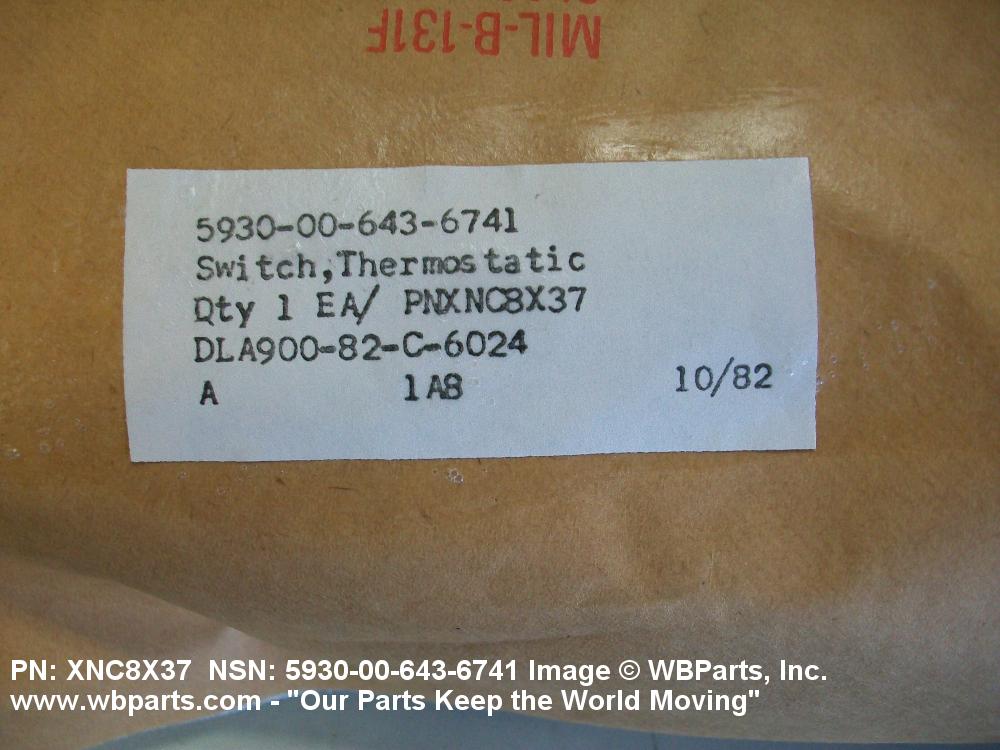 MIL-B-131F
5930-00-643-6741
Switch,Thermostatic
Qty 1 EA/ PNXNC8X37
DLA900-82-C-6024
A 1A8 10/82
PN: XNC8X37 NSN: 5930-00-643-6741 Image © WBParts, Inc.
www.wbparts.com - "Our Parts Keep the World Moving"